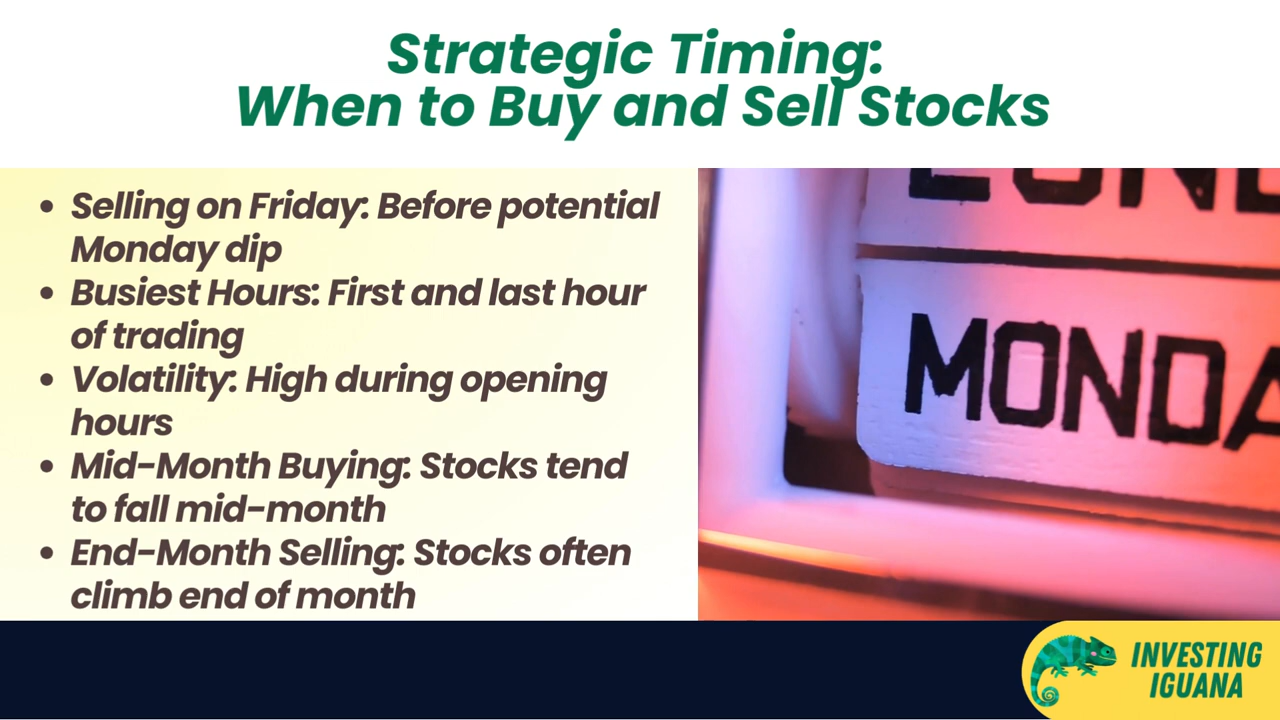 Strategic Timing:
When to Buy and Sell Stocks
• Selling on Friday: Before potential
Monday dip
• Busiest Hours: First and last hour
of trading
• Volatility: High during opening
hours
• Mid-Month Buying: Stocks tend
to fall mid-month
• End-Month Selling: Stocks often
climb end of month
MONDA
INVESTING
IGUANA